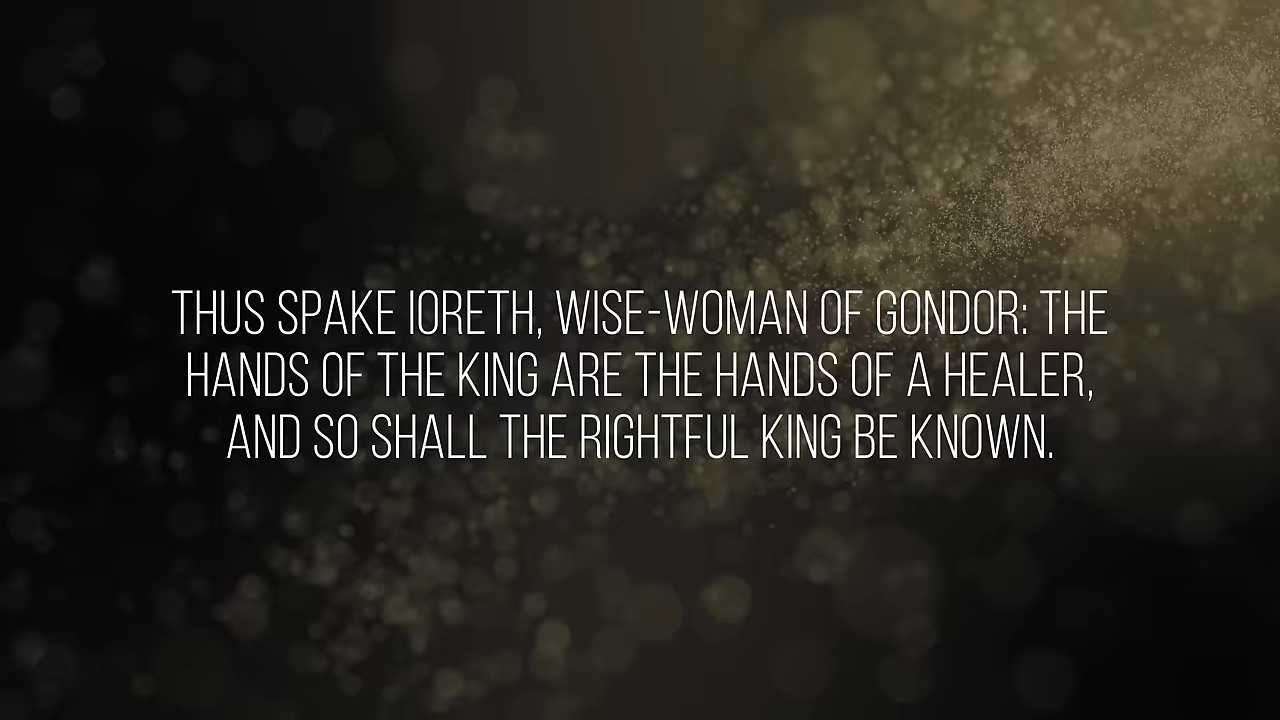 THUS SPAKE IORETH, WISE-WOMAN OF GONDOR: THE
HANDS OF THE KING ARE THE HANDS OF A HEALER,
AND SO SHALL THE RIGHTFUL KING BE KNOWN.